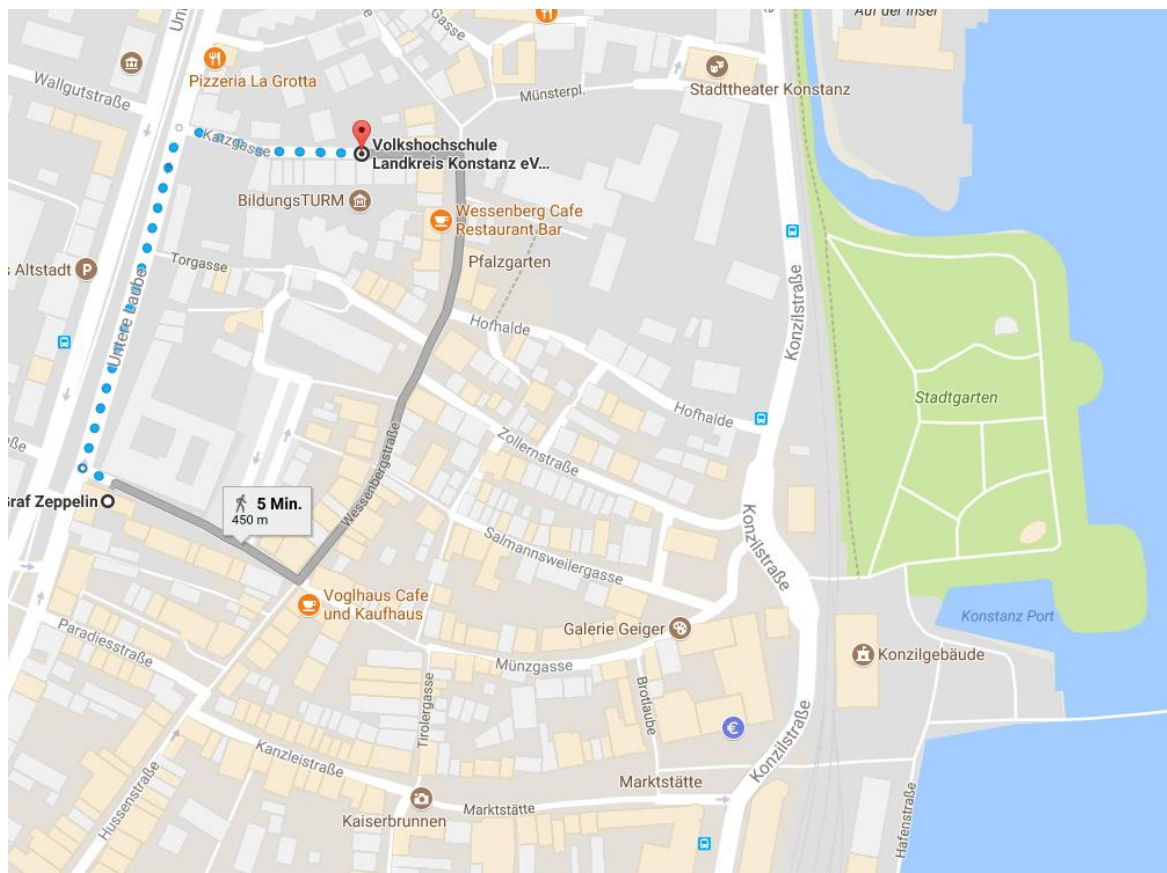 Auf der Insel
Unt
Gasse
Pizzeria La Grotta
Wallgutstraße
Stadttheater Konstanz
Münsterpl.
Katzgasse
Volkshochschule
Landkreis Konstanz eV...
BildungsTURM
Wessenberg Cafe
Restaurant Bar
Pfalzgarten
Torgasse
s Altstadt
P
Untere Laube
Hofhalde
Konzilstraße
Stadtgarten
Hofhalde
Zollernstraße
Wessenbergstraße
ße
Graf Zeppelin
5 Min.
450 m
Konzilstraße
Salmannsweilergasse
Voglhaus Cafe
und Kaufhaus
Konstanz Port
Galerie Geiger
Paradiesstraße
Konzilgebäude
Münzgasse
Brotlaube
Tirolergasse
€
Konzilstraße
Kanzleistraße
Marktstätte
Hussenstraße
Marktstätte
Kaiserbrunnen
Hafenstraße